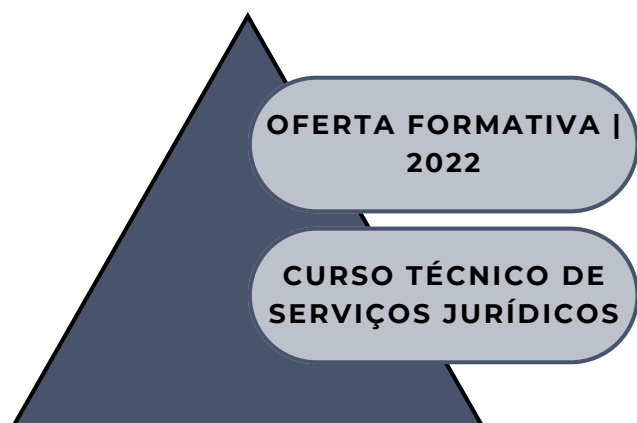 OFERTA FORMATIVA |
2022
CURSO TÉCNICO DE
SERVIÇOS JURÍDICOS